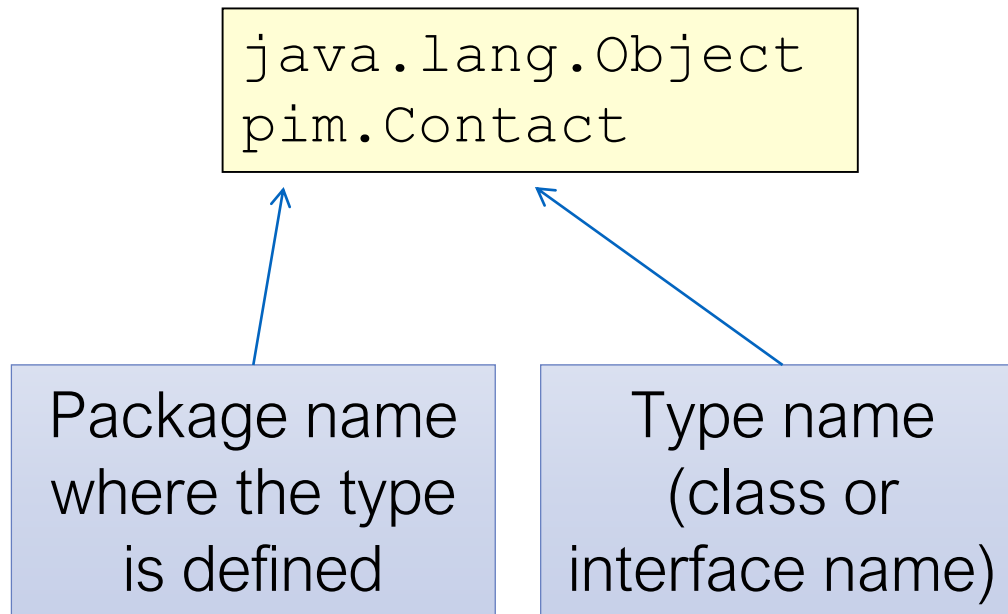 java.lang.Object
pim.Contact
Package name
where the type
is defined
Type name
(class or
interface name)